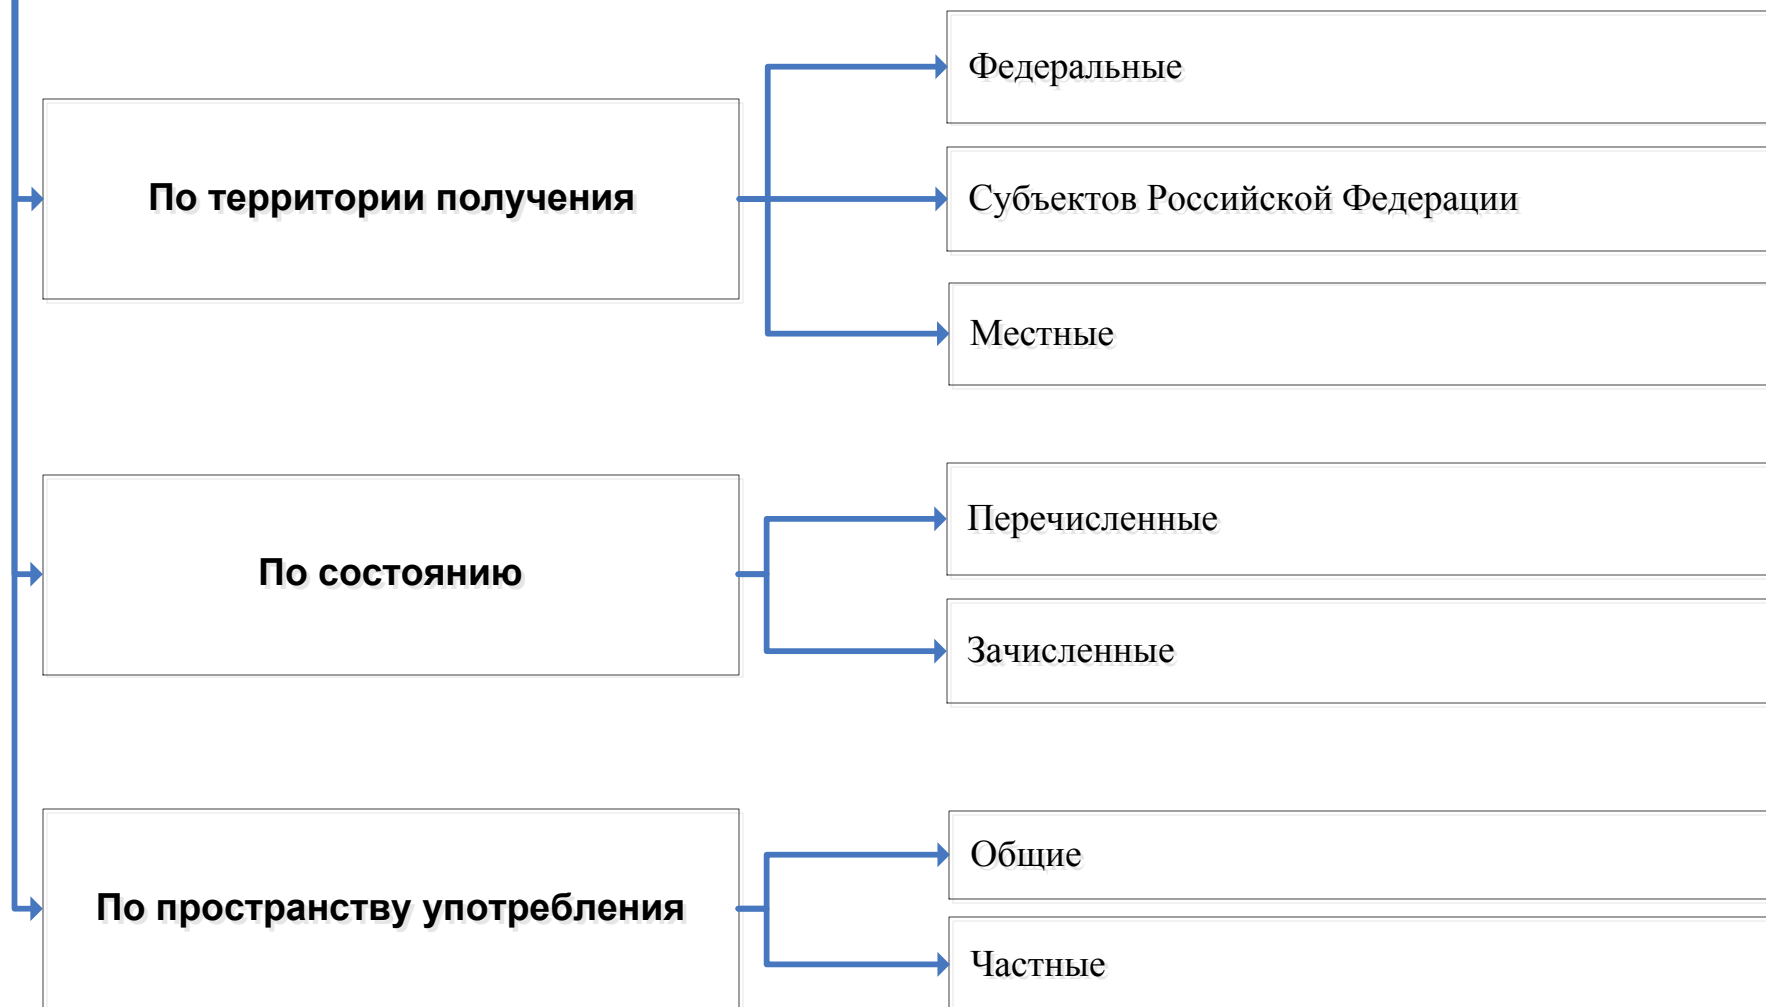 По территории получения
Федеральные
Субъектов Российской Федерации
Местные
По состоянию
Перечисленные
Зачисленные
По пространству употребления
Общие
Частные